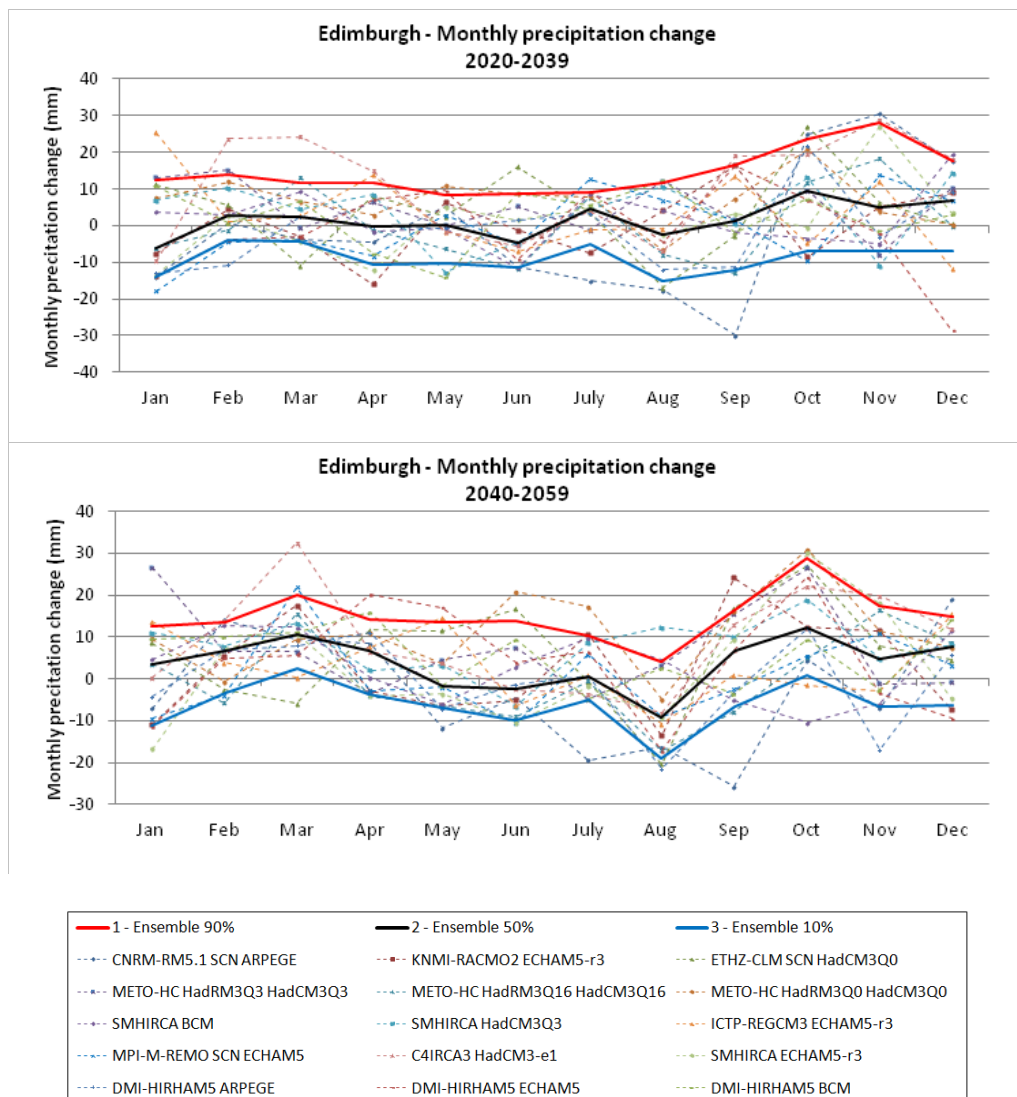 Edinburgh - Monthly precipitation change
2020-2039
Monthly precipitation change (mm)
40
30
20
10
0
-10
-20
-30
-40
Jan Feb Mar Apr May Jun July Aug Sep Oct Nov Dec
Edinburgh - Monthly precipitation change
2040-2059
Monthly precpitation change (mm)
40
30
20
10
0
-10
-20
-30
Jan Feb Mar Apr May Jun July Aug Sep Oct Nov Dec
1 - Ensemble 90% 2 - Ensemble 50% 3 - Ensemble 10%
CNRM-RM5.1 SCN ARPEGE KNMI-RACMO2 ECHAM5-r3 ETHZ-CLM SCN HadCM3Q0
METO-HC HadRM3Q3 HadCM3Q3 METO-HC HadRM3Q16 HadCM3Q16 METO-HC HadRM3Q0 HadCM3Q0
SMHIRCA BCM SMHIRCA HadCM3Q3 ICTP-REGCM3 ECHAM5-r3
MPI-M-REMO SCN ECHAM5 C4IRCA3 HadCM3-e1 SMHIRCA ECHAM5-r3
DMI-HIRHAM5 ARPEGE DMI-HIRHAM5 ECHAM5 DMI-HIRHAM5 BCM